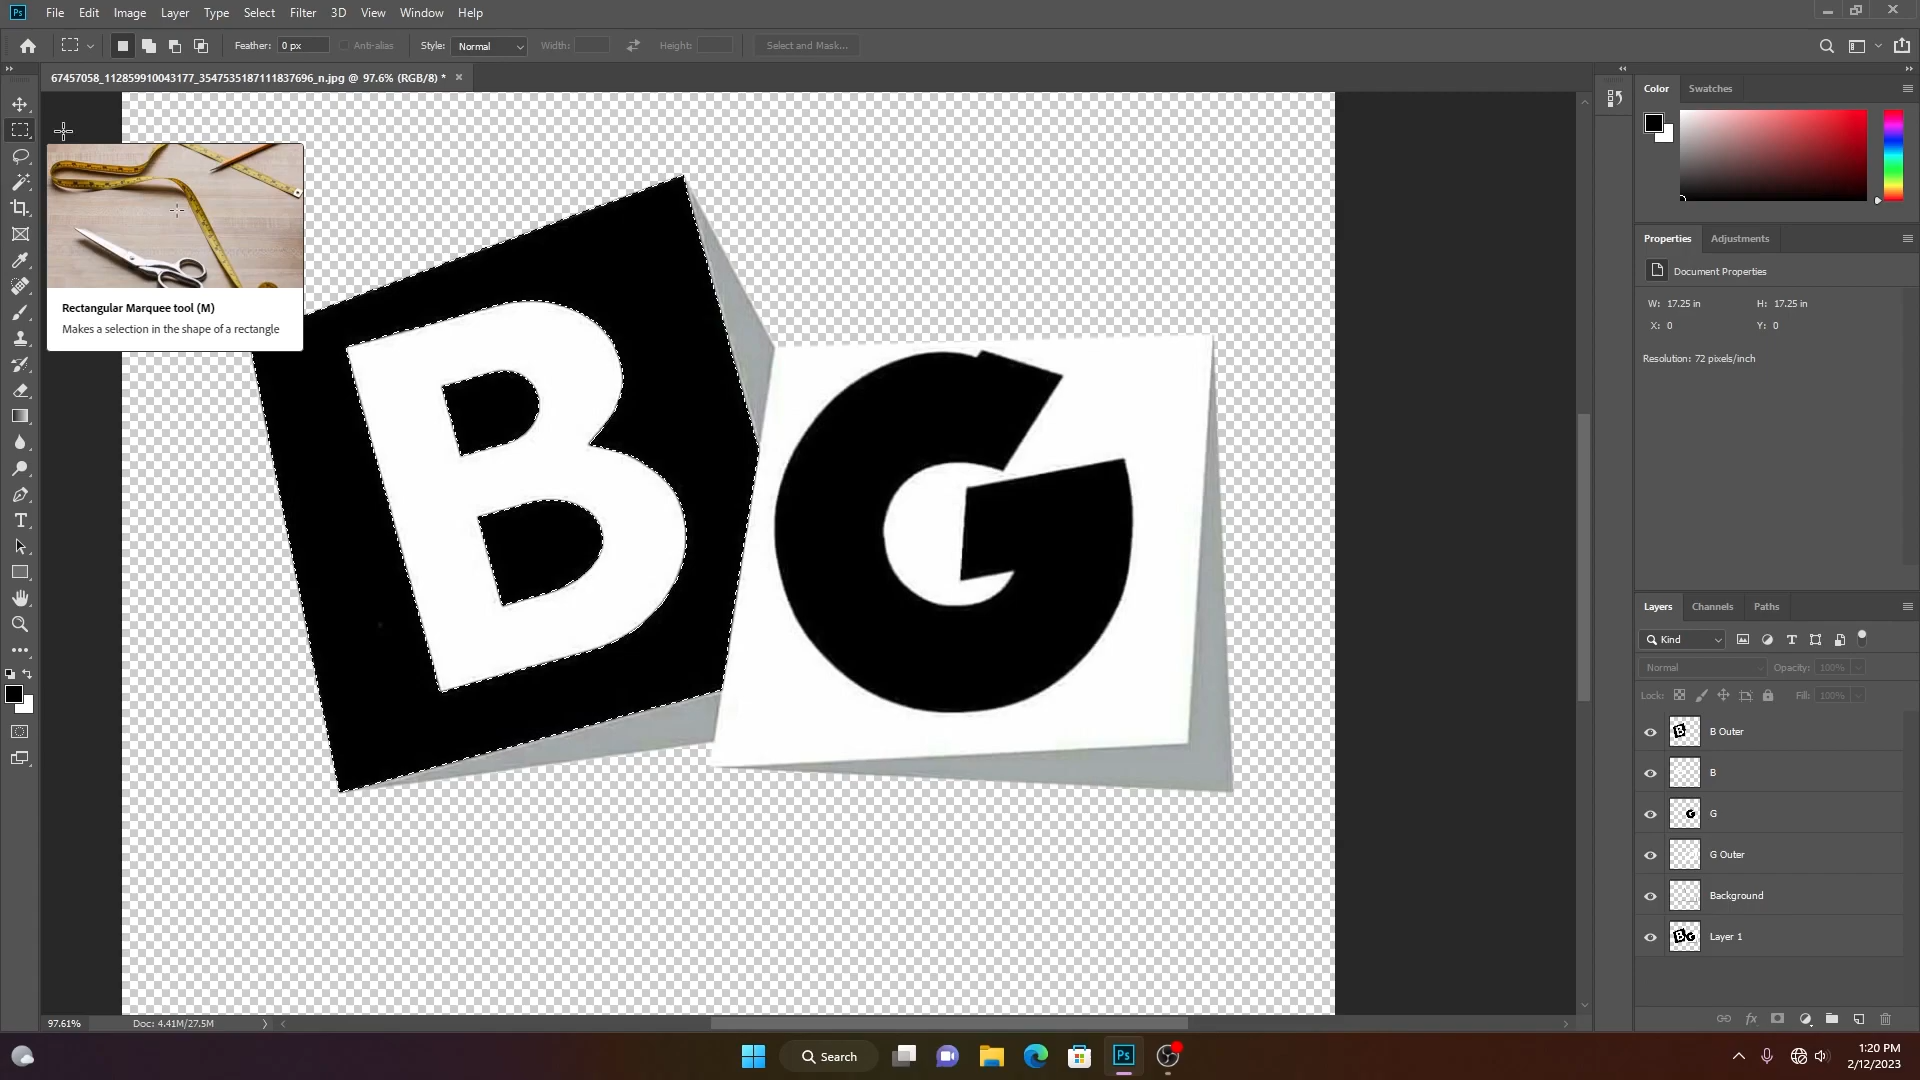 Ps File Edit Image Layer Type Select Filter 3D View Window Help
Feather: 0 px Anti-alias Style: Normal Width: Height: Select and Mask...
67457058_112859910043177_3547535187111837696_n.jpg @ 97.6% (RGB/8) * ×
Color Swatches
Properties Adjustments
Document Properties
W: 17.25 in H: 17.25 in
X: 0 Y: 0
Resolution: 72 pixels/inch
Rectangular Marquee tool (M)
Makes a selection in the shape of a rectangle
B G
Layers Channels Paths
Kind
Normal Opacity: 100%
Lock: Fill: 100%
B Outer
B
G
G Outer
Background
Layer 1
97.61% Doc: 4.41M/27.5M
Search
Ps
1:20 PM
2/12/2023